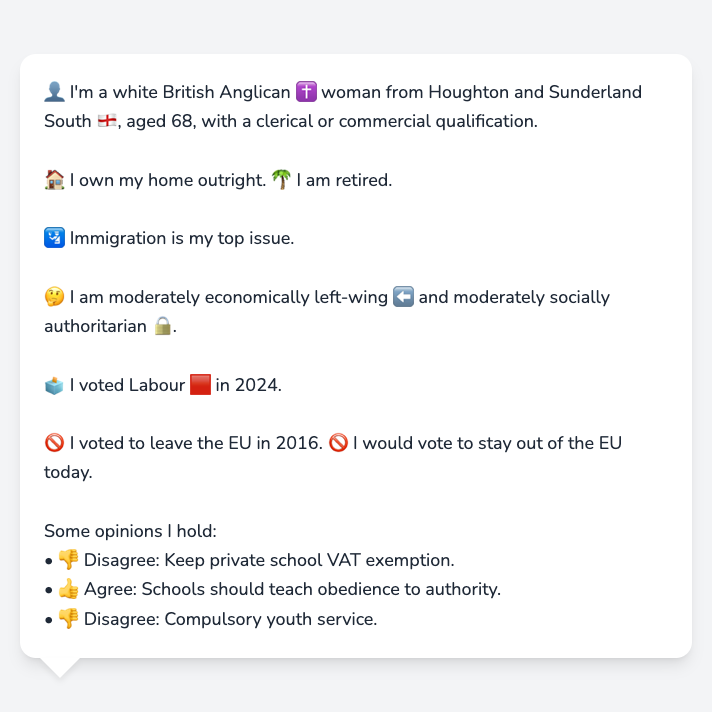 👤 I'm a white British Anglican ✝️ woman from Houghton and Sunderland
South 🏴󠁧󠁢󠁥󠁮󠁧󠁿, aged 68, with a clerical or commercial qualification.
🏠 I own my home outright. 🌴 I am retired.
🛂 Immigration is my top issue.
🤔 I am moderately economically left-wing ⬅️ and moderately socially
authoritarian 🔒.
🗳️ I voted Labour 🟥 in 2024.
🚫 I voted to leave the EU in 2016. 🚫 I would vote to stay out of the EU
today.
Some opinions I hold:
• 👎 Disagree: Keep private school VAT exemption.
• 👍 Agree: Schools should teach obedience to authority.
• 👎 Disagree: Compulsory youth service.